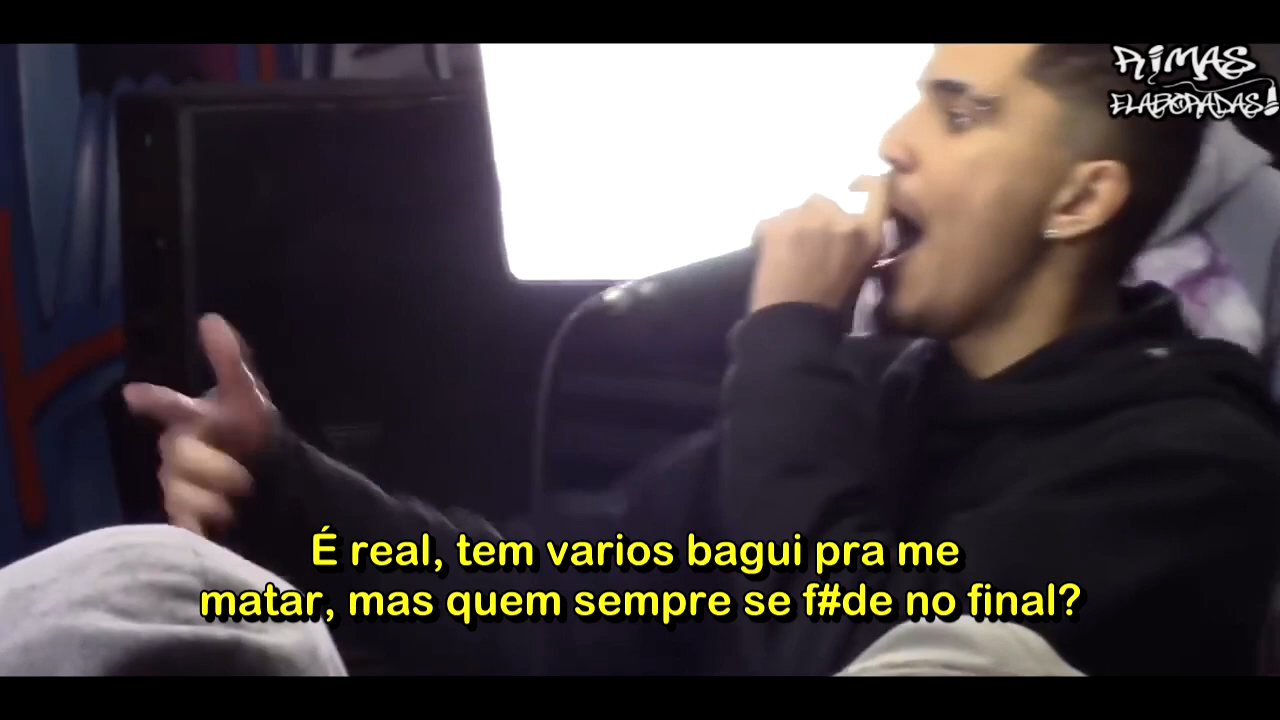 RIMAS
ELABORADAS!
É real, tem varios bagui pra me
matar, mas quem sempre se f#de no final?